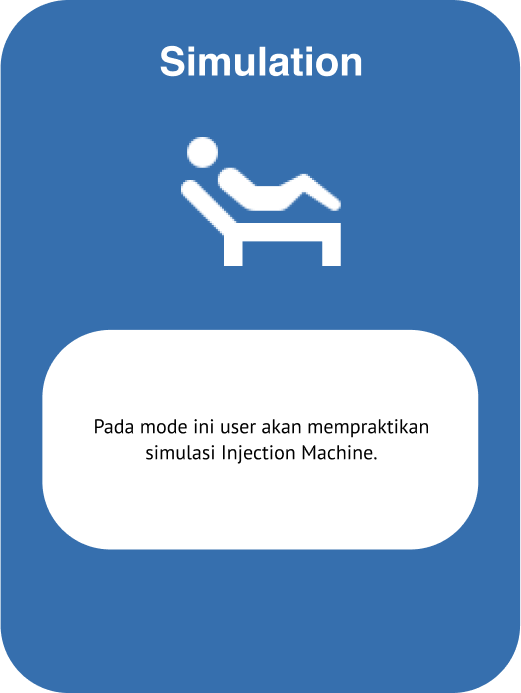 Simulation
Pada mode ini user akan mempraktikan
simulasi Injection Machine.